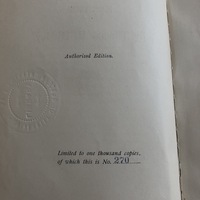 Authorized Edition.
Limited to one thousand copies,
of which this is No. 270